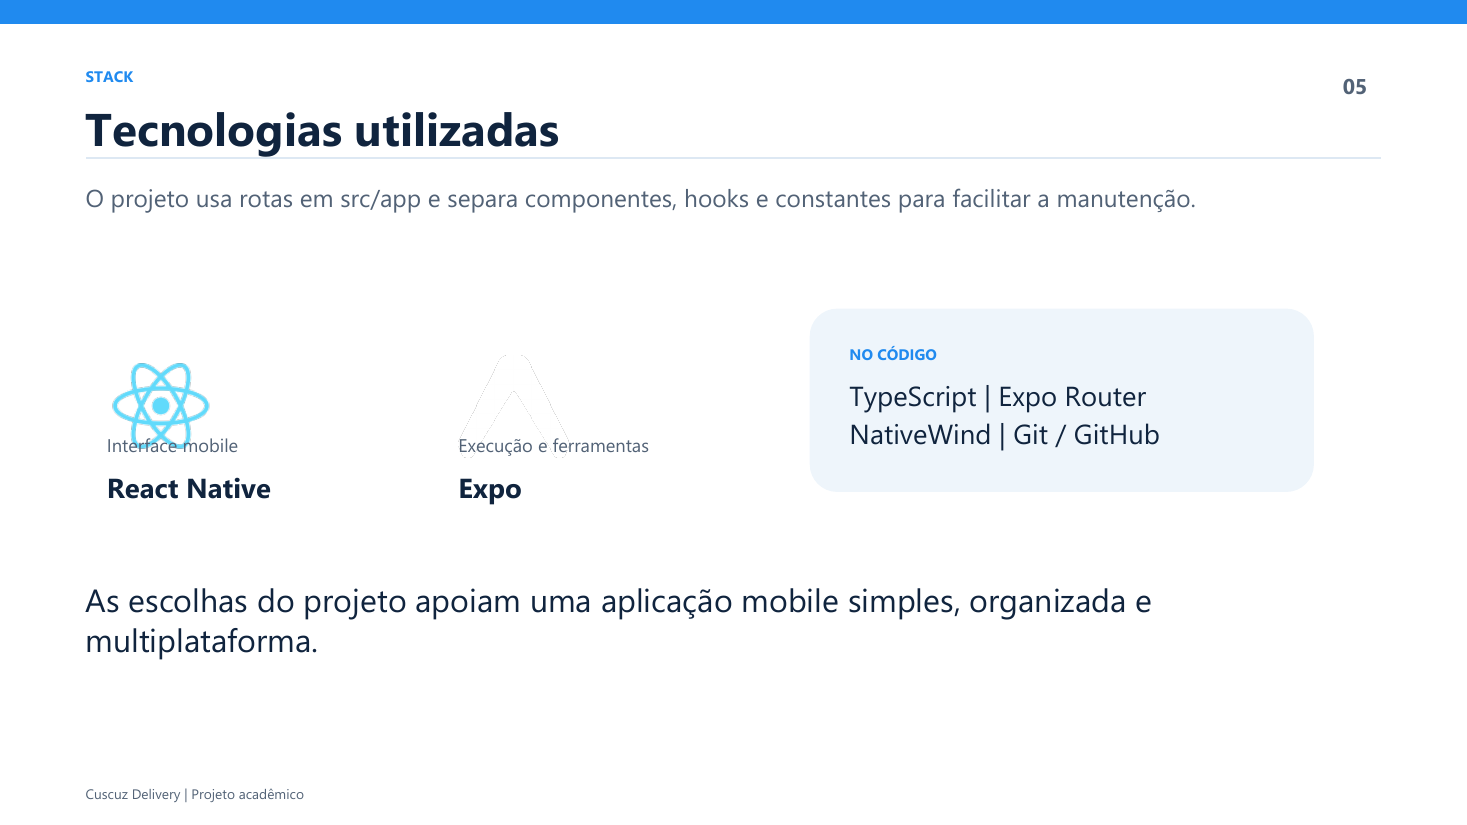 STACK
05
Tecnologias utilizadas
O projeto usa rotas em src/app e separa componentes, hooks e constantes para facilitar a manutenção.
Interface mobile
React Native
Execução e ferramentas
Expo
NO CÓDIGO
TypeScript | Expo Router
NativeWind | Git / GitHub
As escolhas do projeto apoiam uma aplicação mobile simples, organizada e
multiplataforma.
Cuscuz Delivery | Projeto acadêmico